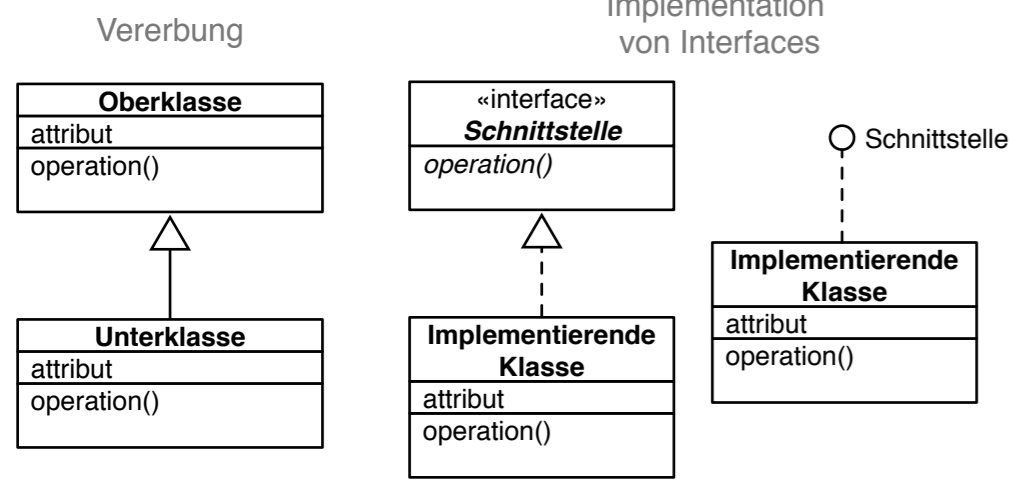 Vererbung
Implementation
von Interfaces
Oberklasse
attribut
operation()
Unterklasse
attribut
operation()
«interface»
Schnittstelle
operation()
Implementierende
Klasse
attribut
operation()
Schnittstelle
Implementierende
Klasse
attribut
operation()